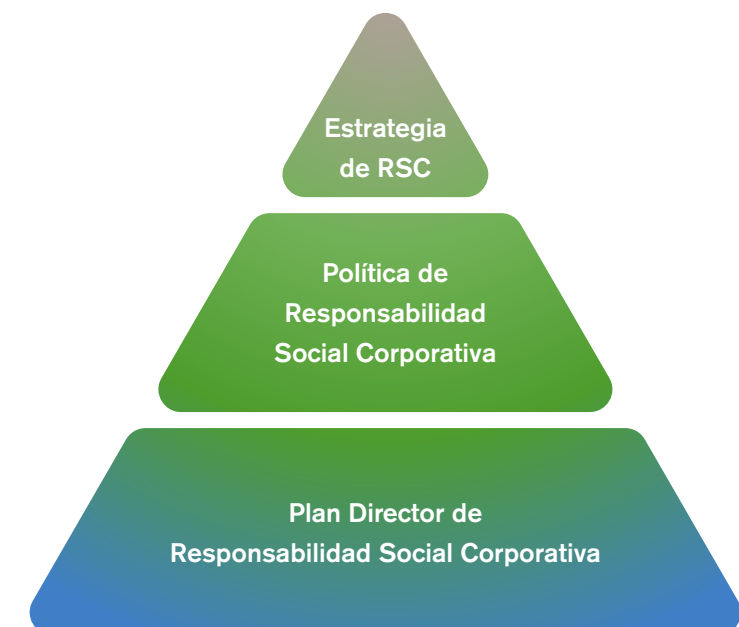 Estrategia
de RSC
Política de
Responsabilidad
Social Corporativa
Plan Director de
Responsabilidad Social Corporativa